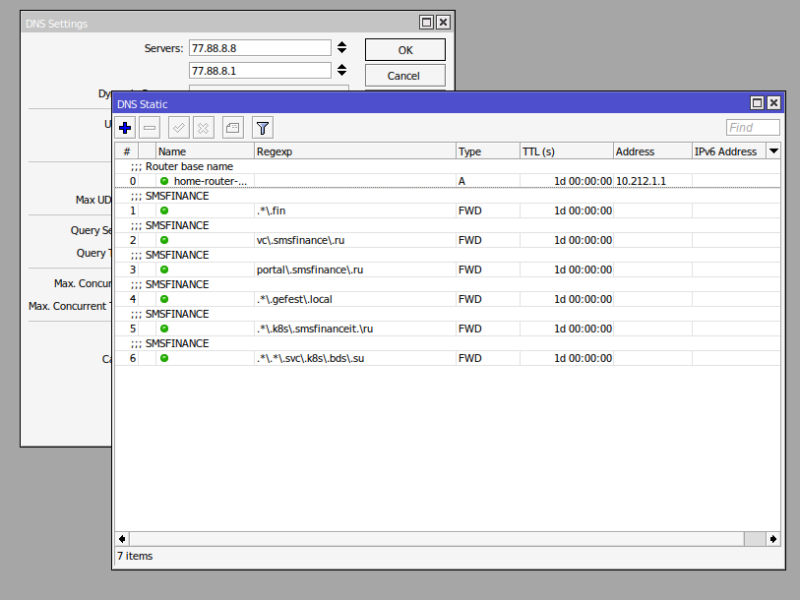 DNS Settings
Servers: 77.88.8.8
OK
77.88.8.1
Cancel
Dy
U
Max UD
Query Se
Query T
Max. Concur
Max. Concurrent T
Ca
DNS Static
Find
# Name Regexp Type TTL (s) Address IPv6 Address
;;; Router base name
0 home-router-... A 1d 00:00:00 10.212.1.1
;;; SMSFINANCE
1 .*\.fin FWD 1d 00:00:00
;;; SMSFINANCE
2 vc\.smsfinance\.ru FWD 1d 00:00:00
;;; SMSFINANCE
3 portal\.smsfinance\.ru FWD 1d 00:00:00
;;; SMSFINANCE
4 .*\.gefest\.local FWD 1d 00:00:00
;;; SMSFINANCE
5 .*\.k8s\.smsfinanceit.\ru FWD 1d 00:00:00
;;; SMSFINANCE
6 .*\.*\.svc\.k8s\.bds\.su FWD 1d 00:00:00
7 items